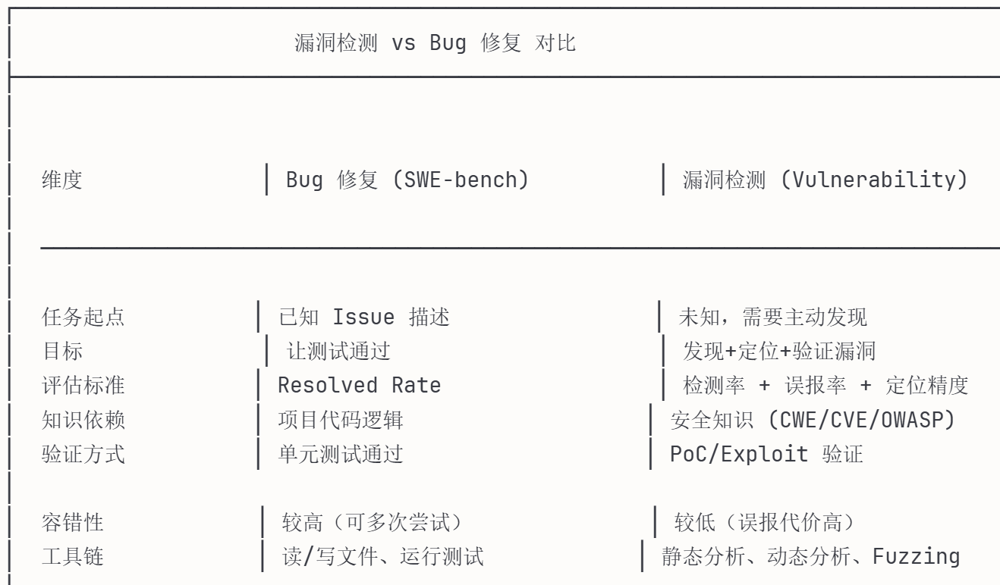 漏洞检测 vs Bug 修复 对比
维度 │ Bug 修复 (SWE-bench) │ 漏洞检测 (Vulnerability)
任务起点 │ 已知 Issue 描述 │ 未知，需要主动发现
目标 │ 让测试通过 │ 发现+定位+验证漏洞
评估标准 │ Resolved Rate │ 检测率 + 误报率 + 定位精度
知识依赖 │ 项目代码逻辑 │ 安全知识 (CWE/CVE/OWASP)
验证方式 │ 单元测试通过 │ PoC/Exploit 验证
容错性 │ 较高（可多次尝试） │ 较低（误报代价高）
工具链 │ 读/写文件、运行测试 │ 静态分析、动态分析、Fuzzing